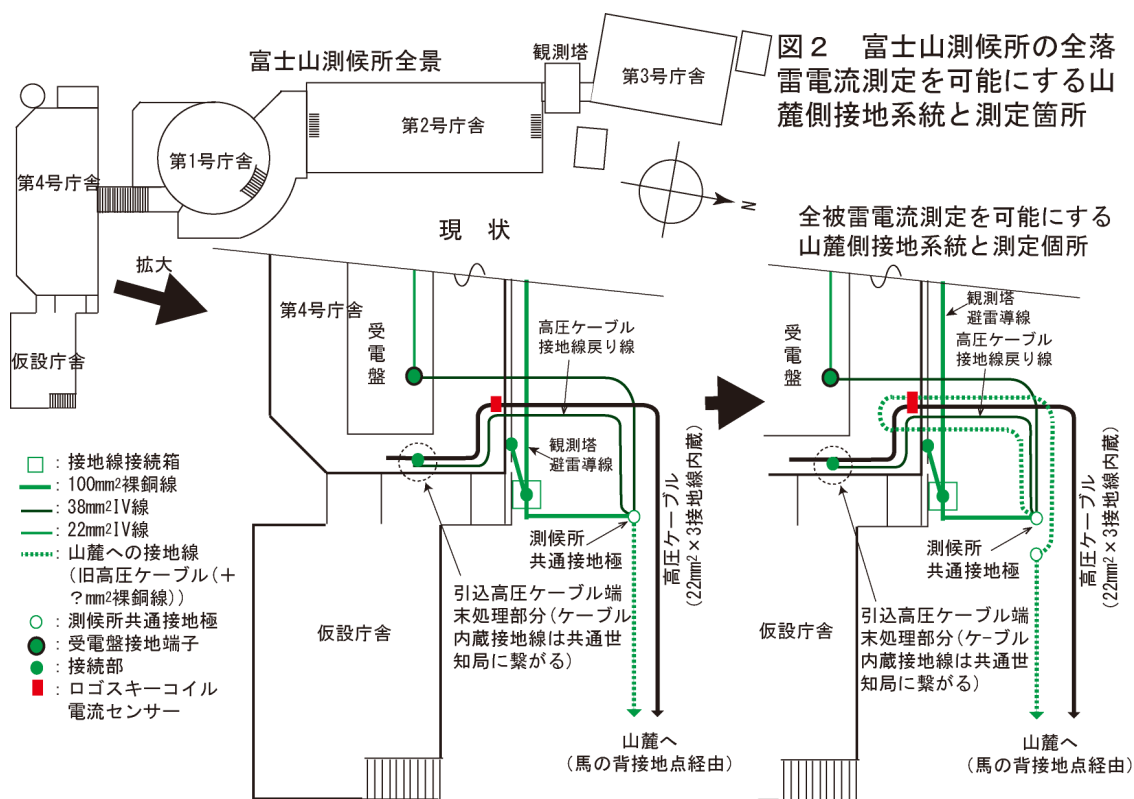 図２　富士山測候所の全落
雷電流測定を可能にする山
麓側接地系統と測定箇所
富士山測候所全景
観測塔
第3号庁舎
第2号庁舎
第1号庁舎
第4号庁舎
仮設庁舎
N
拡大
現　状
第4号庁舎
受電盤
高圧ケーブル
接地線戻り線
観測塔
避雷導線
測候所
共通接地極
高圧ケーブル
(22mm²×3接地線内蔵)
引込高圧ケーブル端
末処理部分(ケーブル
内蔵接地線は共通世
知局に繋がる)
仮設庁舎
山麓へ
(馬の背接地点経由)
全被雷電流測定を可能にする
山麓側接地系統と測定個所
観測塔
避雷導線
高圧ケーブル
接地線戻り線
受電盤
測候所
共通接地極
高圧ケーブル
(22mm²×3接地線内蔵)
引込高圧ケーブル端
末処理部分(ケーブル
内蔵接地線は共通世
知局に繋がる)
仮設庁舎
山麓へ
(馬の背接地点経由)
：接地線接続箱
：100mm²裸銅線
：38mm²IV線
：22mm²IV線
：山麓への接地線
(旧高圧ケーブル(＋
?mm²裸銅線))
：測候所共通接地極
：受電盤接地端子
：接続部
：ロゴスキーコイル
電流センサー